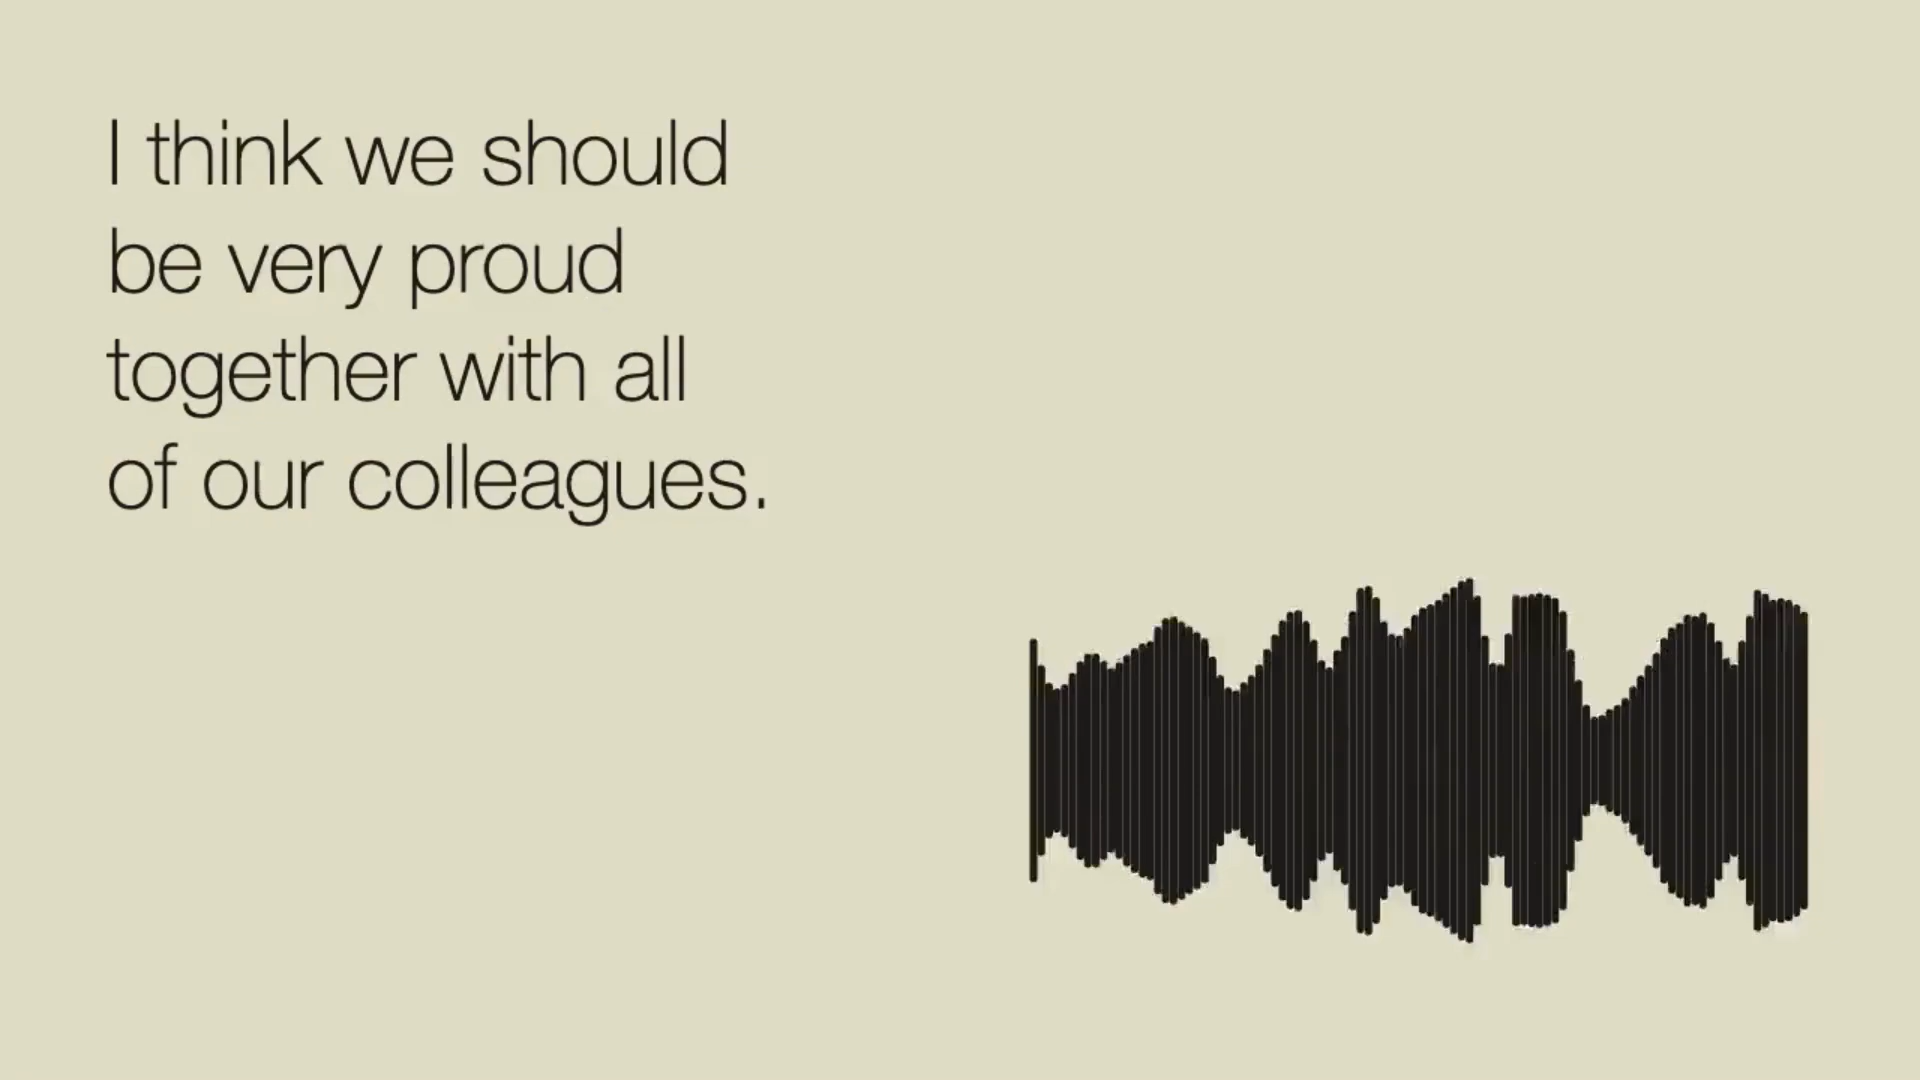 I think we should
be very proud
together with all
of our colleagues.